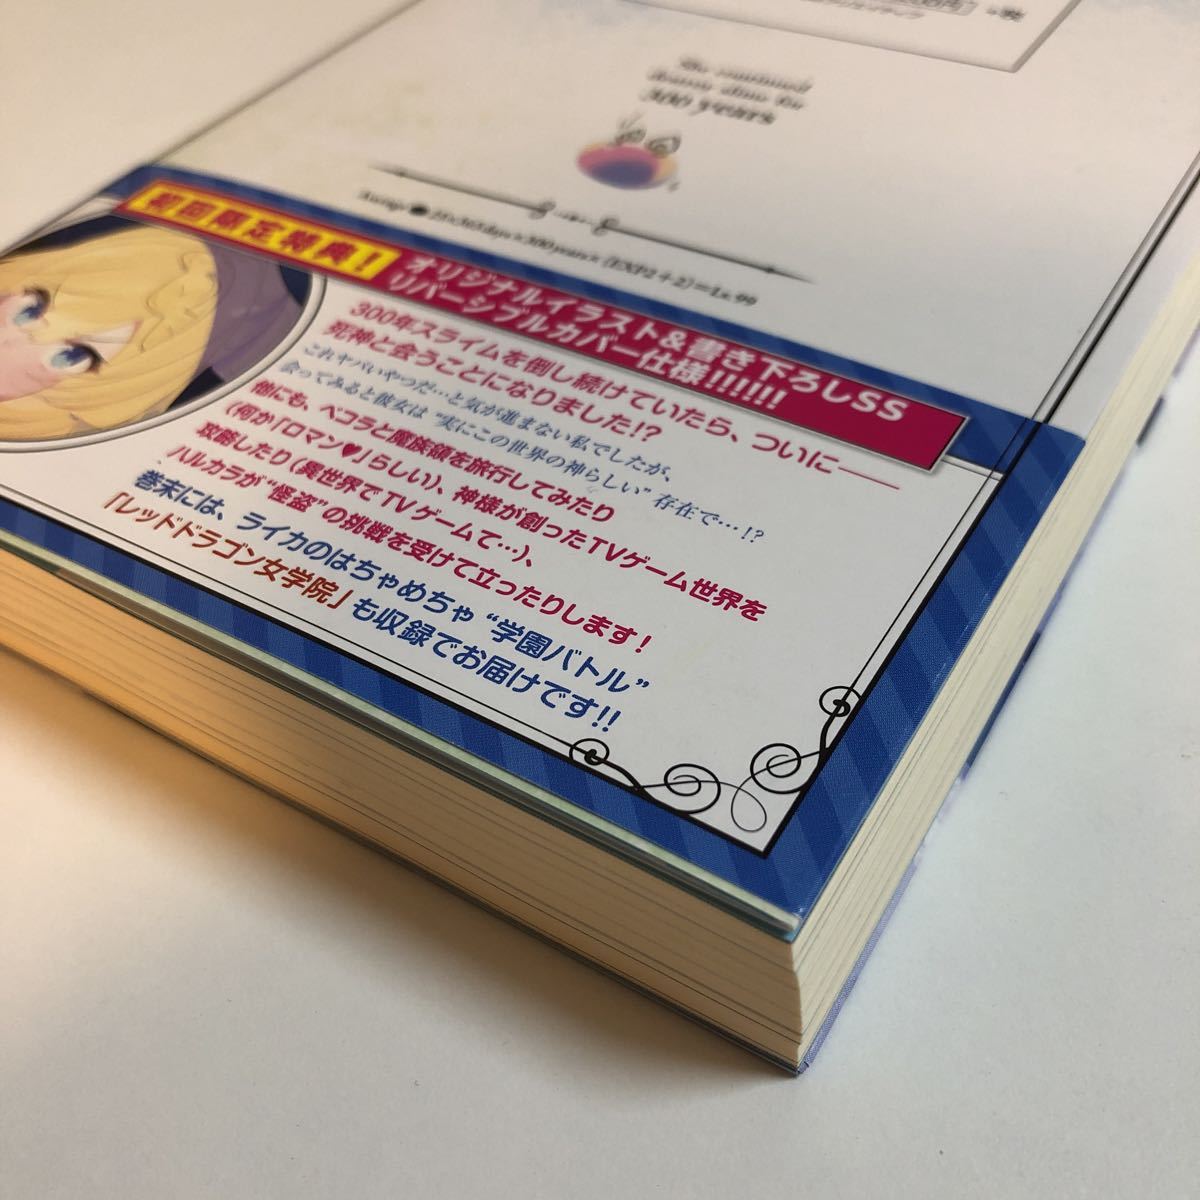 300 years
初回限定特典!
オリジナルイラスト&書き下ろしSS
リバーシブルカバー仕様!!!!!!
300年スライムを倒し続けていたら、ついに――
死神と会うことになりました!?
これヤバいやつだ…と気が進まない私でしたが、
会ってみると彼女は“実にこの世界の神らしい”存在で…!?
他にも、ペコラと魔族領を旅行してみたり
(何か「ロマン♥」らしい)、神様が創ったTVゲーム世界を
攻略したり(異世界でTVゲームて…)、
ハルカラが“怪盗”の挑戦を受けて立ったりします!
巻末には、ライカのはちゃめちゃ“学園バトル”
「レッドドラゴン女学院」も収録でお届けです!!